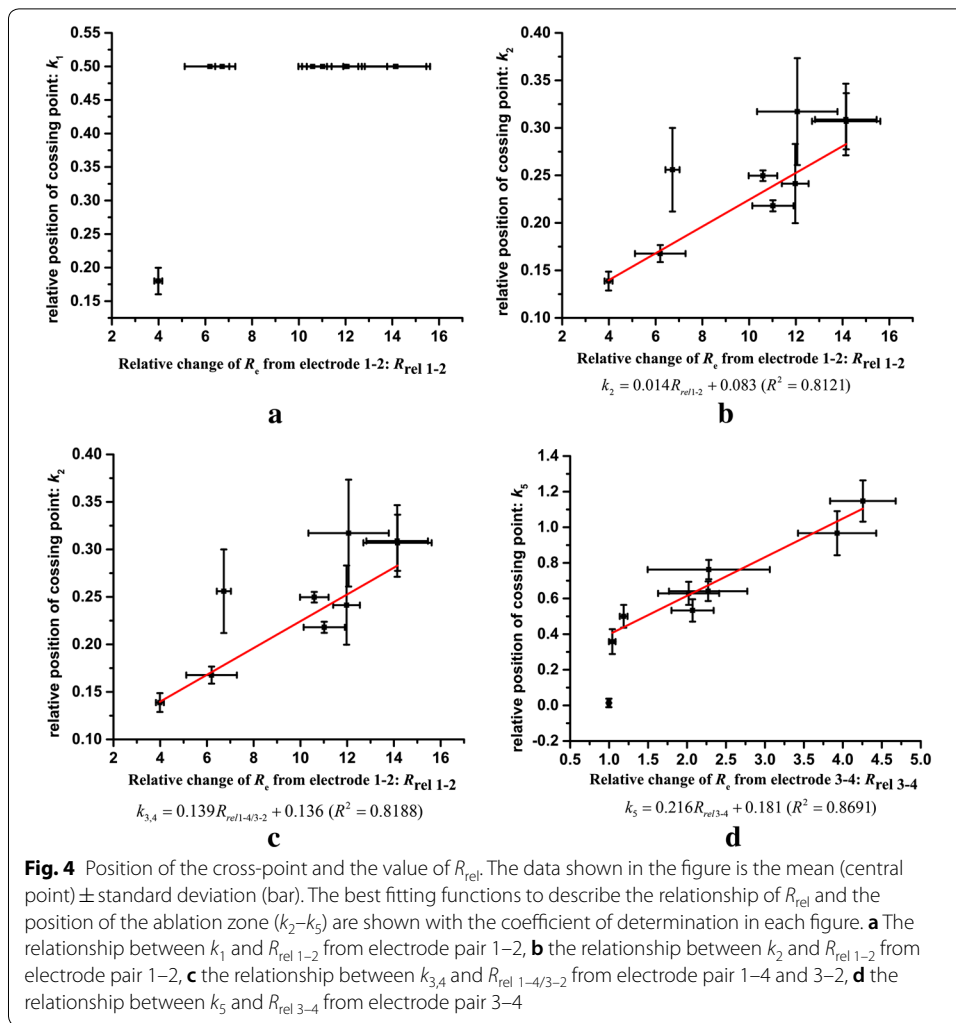 0.55
0.50
0.45
0.40
0.35
0.30
0.25
0.20
0.15
relative position of cossing point: k₁
2 4 6 8 10 12 14 16
Relative change of Rₑ from electrode 1-2: R rel 1-2
a
0.40
0.35
0.30
0.25
0.20
0.15
0.10
relative position of cossing point: k₂
2 4 6 8 10 12 14 16
Relative change of Rₑ from electrode 1-2: R rel 1-2
k₂ = 0.014R rel1-2 + 0.083 (R² = 0.8121)
b
0.40
0.35
0.30
0.25
0.20
0.15
0.10
relative position of cossing point: k₂
2 4 6 8 10 12 14 16
Relative change of Rₑ from electrode 1-2: R rel 1-2
k₃,₄ = 0.139R rel1-4/3-2 + 0.136 (R² = 0.8188)
c
1.4
1.2
1.0
0.8
0.6
0.4
0.2
0.0
-0.2
relative position of cossing point: k₅
0.5 1.0 1.5 2.0 2.5 3.0 3.5 4.0 4.5 5.0
Relative change of Rₑ from electrode 3-4: R rel 3-4
k₅ = 0.216R rel3-4 + 0.181 (R² = 0.8691)
d
Fig. 4 Position of the cross-point and the value of R rel. The data shown in the figure is the mean (central
point) ± standard deviation (bar). The best fitting functions to describe the relationship of R rel and the
position of the ablation zone (k₂–k₅) are shown with the coefficient of determination in each figure. a The
relationship between k₁ and R rel 1–2 from electrode pair 1–2, b the relationship between k₂ and R rel 1–2 from
electrode pair 1–2, c the relationship between k₃,₄ and R rel 1–4/3–2 from electrode pair 1–4 and 3–2, d the
relationship between k₅ and R rel 3–4 from electrode pair 3–4